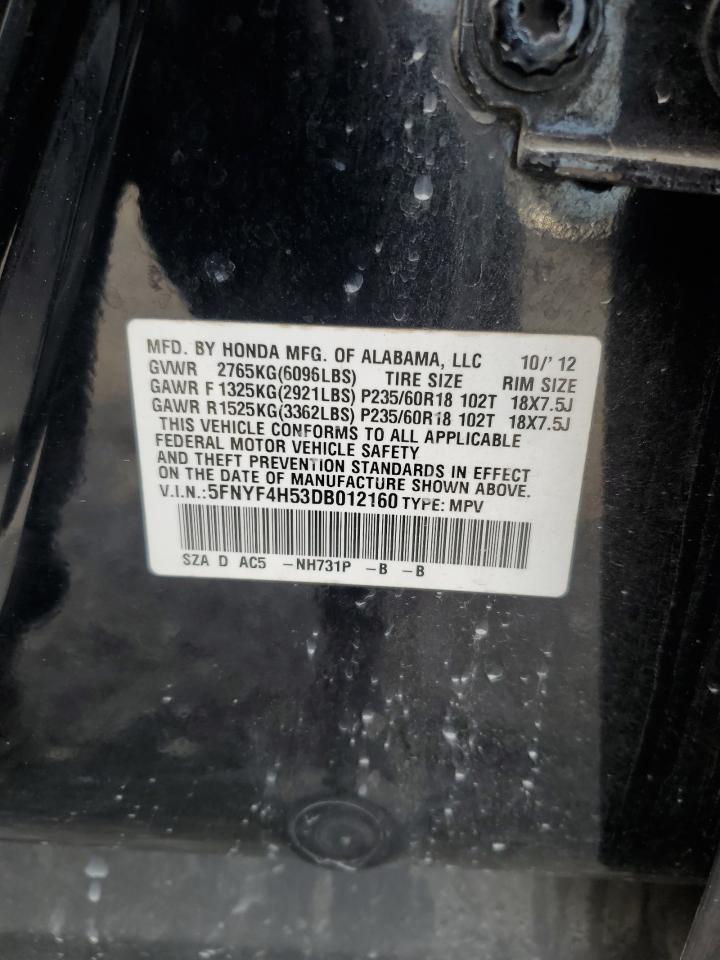 MFD. BY HONDA MFG. OF ALABAMA, LLC 10/' 12
GVWR 2765KG(6096LBS) TIRE SIZE RIM SIZE
GAWR F 1325KG(2921LBS) P235/60R18 102T 18X7.5J
GAWR R1525KG(3362LBS) P235/60R18 102T 18X7.5J
THIS VEHICLE CONFORMS TO ALL APPLICABLE
FEDERAL MOTOR VEHICLE SAFETY
AND THEFT PREVENTION STANDARDS IN EFFECT
ON THE DATE OF MANUFACTURE SHOWN ABOVE.
V.I.N.:5FNYF4H53DB012160 TYPE: MPV
SZA D AC5 -NH731P -B -B